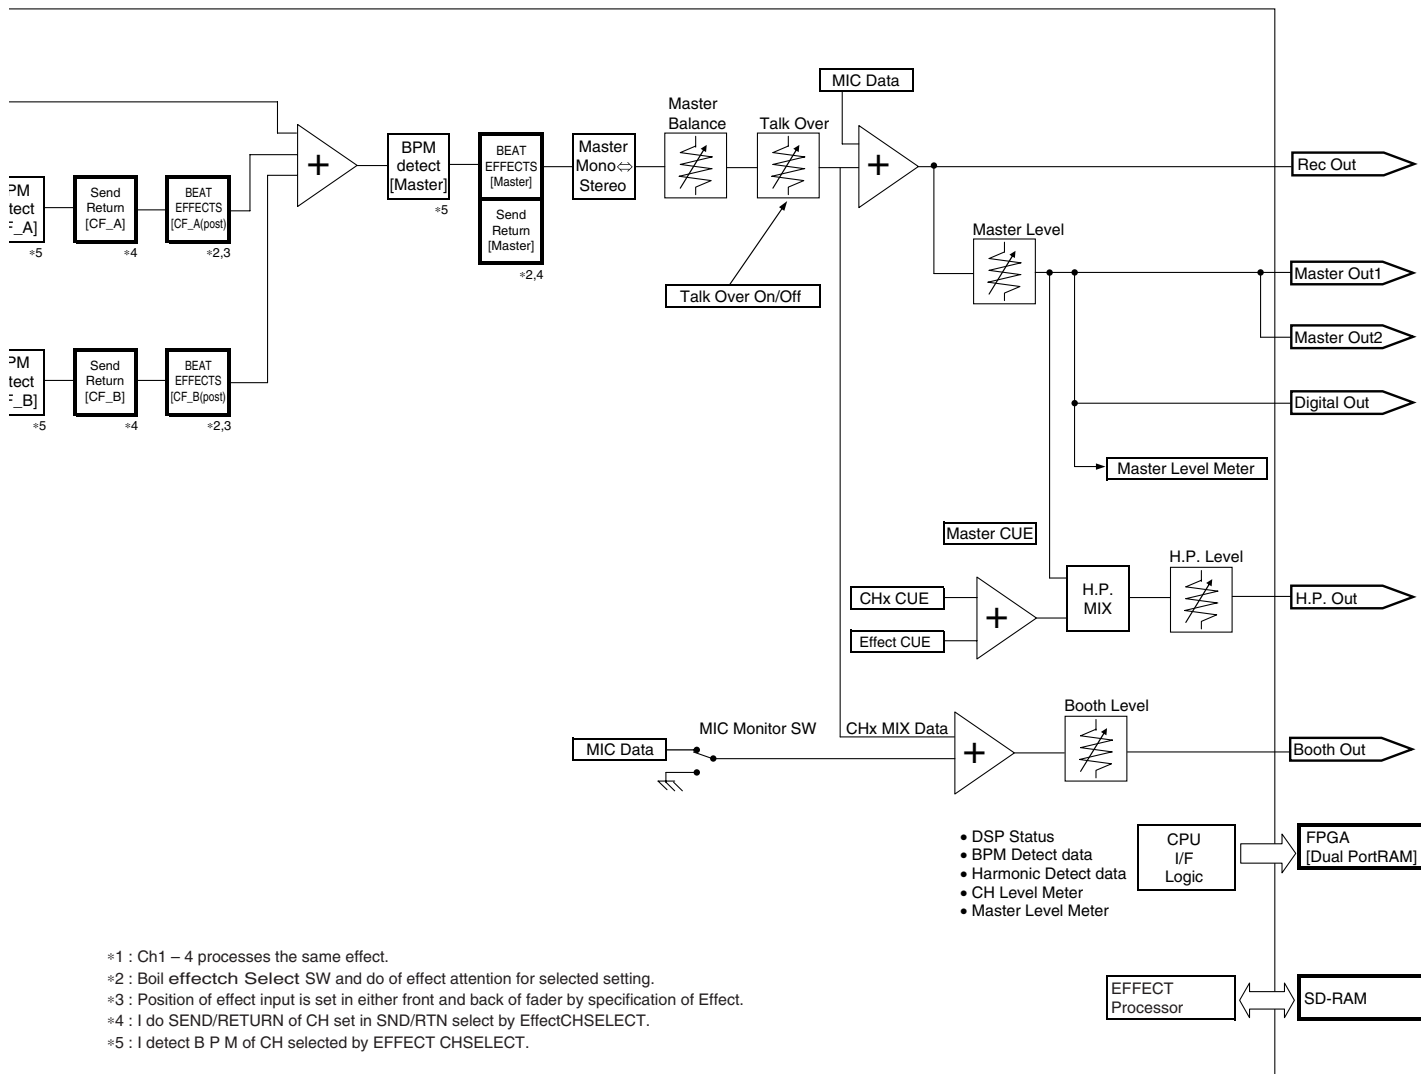 MIC Data
Master
Balance
Talk Over
+
+
BPM
detect
[Master]
*5
BEAT
EFFECTS
[Master]
Send
Return
[Master]
*2,4
Master
Mono⇔
Stereo
Rec Out
PM
tect
F_A]
*5
Send
Return
[CF_A]
*4
BEAT
EFFECTS
[CF_A(post)
*2,3
Master Level
Talk Over On/Off
Master Out1
Master Out2
PM
tect
F_B]
*5
Send
Return
[CF_B]
*4
BEAT
EFFECTS
[CF_B(post)
*2,3
Digital Out
Master Level Meter
Master CUE
H.P. Level
CHx CUE
Effect CUE
+
H.P.
MIX
H.P. Out
Booth Level
MIC Monitor SW
CHx MIX Data
MIC Data
+
Booth Out
• DSP Status
• BPM Detect data
• Harmonic Detect data
• CH Level Meter
• Master Level Meter
CPU
I/F
Logic
FPGA
[Dual PortRAM]
*1 : Ch1 – 4 processes the same effect.
*2 : Boil effectch Select SW and do of effect attention for selected setting.
*3 : Position of effect input is set in either front and back of fader by specification of Effect.
*4 : I do SEND/RETURN of CH set in SND/RTN select by EffectCHSELECT.
*5 : I detect B P M of CH selected by EFFECT CHSELECT.
EFFECT
Processor
SD-RAM